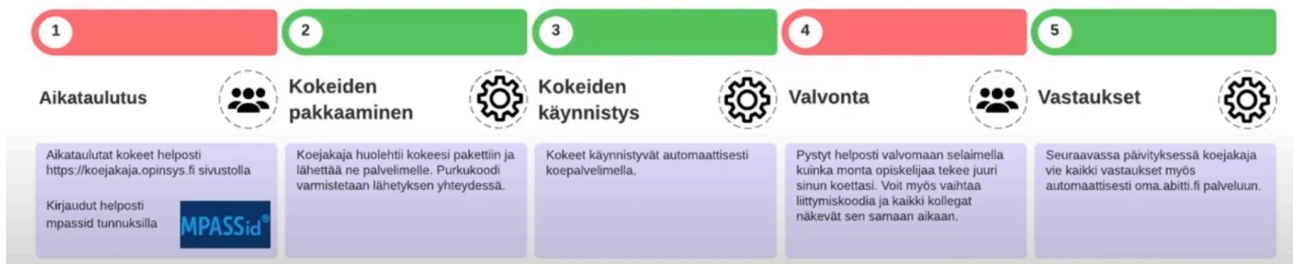 1
2
3
4
5
Aikataulutus
Kokeiden
pakkaaminen
Kokeiden
käynnistys
Valvonta
Vastaukset
Aikataulutat kokeet helposti
https://koejakaja.opinsys.fi sivustolla
Kirjaudut helposti
mpassid tunnuksilla
MPASSid®
Koejakaja huolehtii kokeesi pakettiin ja
lähettää ne palvelimelle. Purkukoodi
varmistetaan lähetyksen yhteydessä.
Kokeet käynnistyvät automaattisesti
koepalvelimella.
Pystyt helposti valvomaan selaimella
kuinka monta opiskelijaa tekee juuri
sinun koettasi. Voit myös vaihtaa
liittymiskoodia ja kaikki kollegat
näkevät sen samaan aikaan.
Seuraavassa päivityksessä koejakaja
vie kaikki vastaukset myös
automaattisesti oma.abitti.fi palveluun.